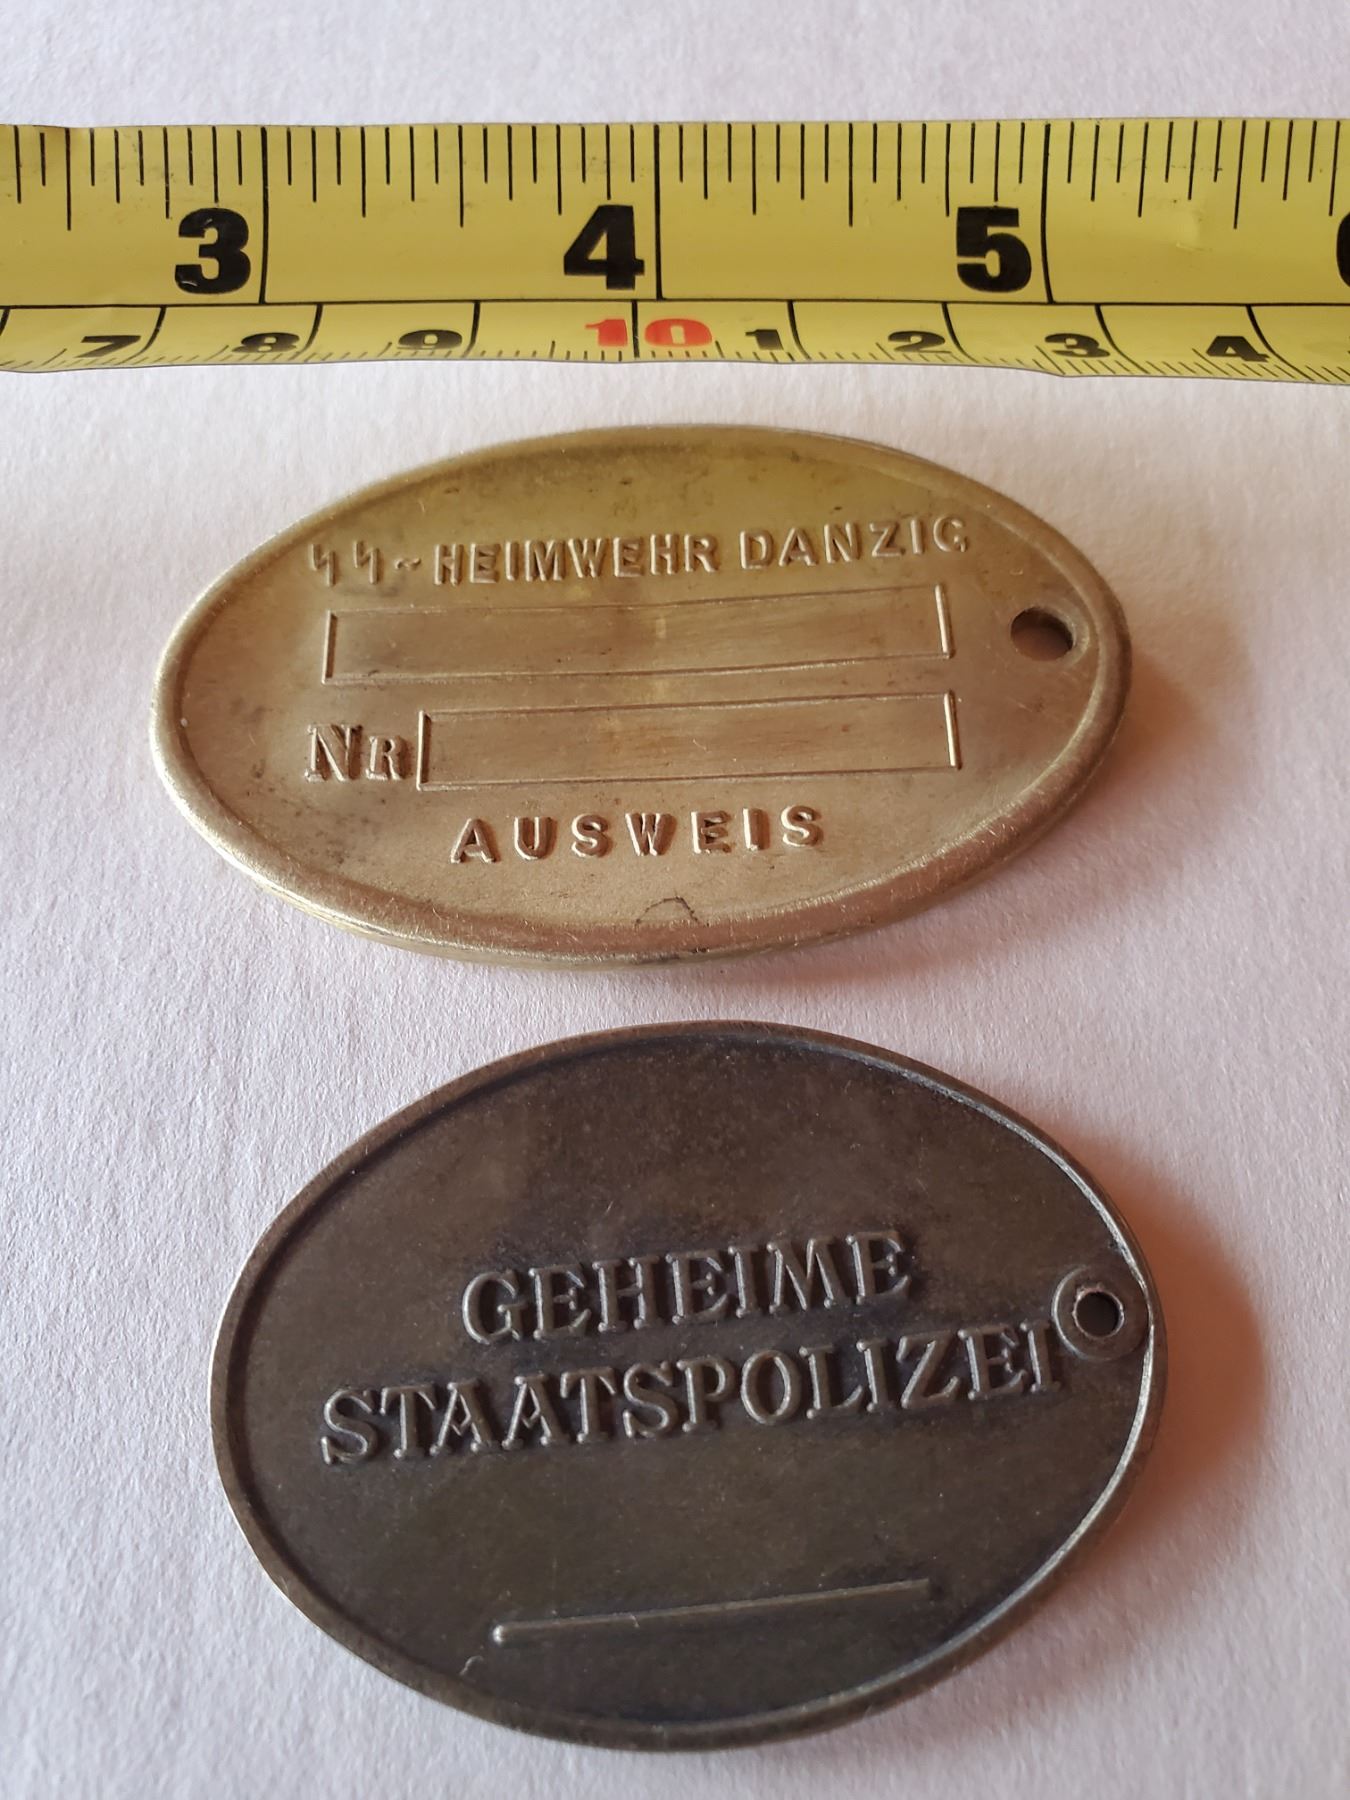 3 4 5
7 8 9 10 1 2 3 4
ᛋᛋ~HEIMWEHR DANZIG
NR
AUSWEIS
GEHEIME
STAATSPOLIZEI